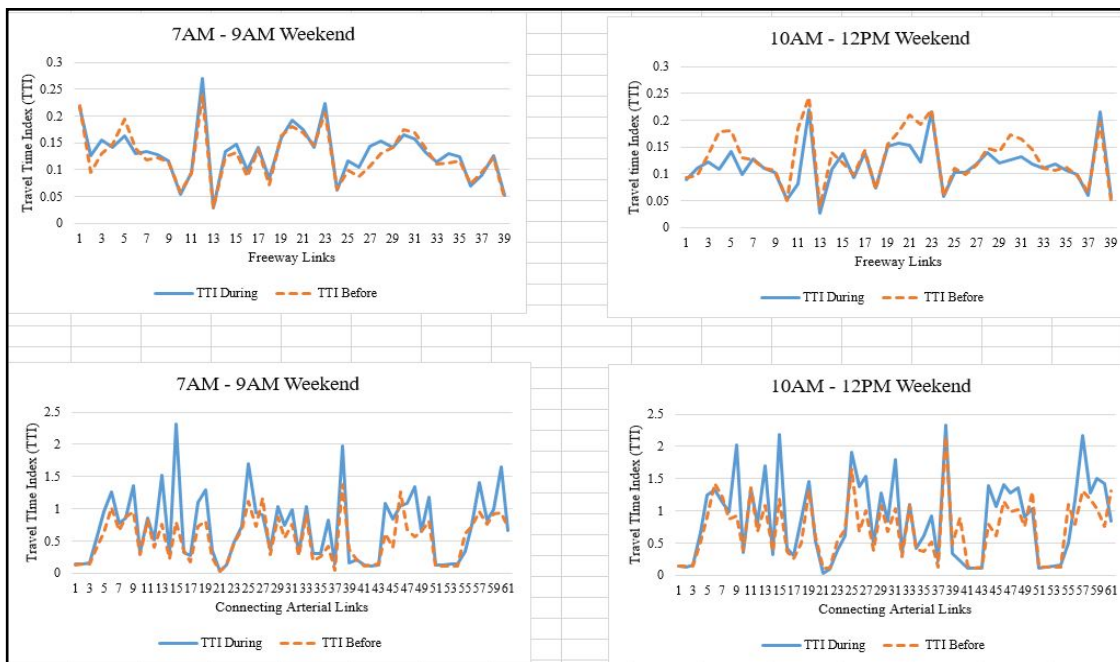 7AM - 9AM Weekend
Travel Time Index (TTI)
0.3
0.25
0.2
0.15
0.1
0.05
0
1 3 5 7 9 11 13 15 17 19 21 23 25 27 29 31 33 35 37 39
Freeway Links
TTI During TTI Before
10AM - 12PM Weekend
Travel time Index (TTI)
0.3
0.25
0.2
0.15
0.1
0.05
0
1 3 5 7 9 11 13 15 17 19 21 23 25 27 29 31 33 35 37 39
Freeway Links
TTI During TTI Before
7AM - 9AM Weekend
Travel TIme Index (TTI)
2.5
2
1.5
1
0.5
0
1 3 5 7 9 11 13 15 17 19 21 23 25 27 29 31 33 35 37 39 41 43 45 47 49 51 53 55 57 59 61
Connecting Arterial Links
TTI During TTI Before
10AM - 12PM Weekend
Travel TIme Index (TTI)
2.5
2
1.5
1
0.5
0
1 3 5 7 9 11 13 15 17 19 21 23 25 27 29 31 33 35 37 39 41 43 45 47 49 51 53 55 57 59 61
Connecting Arterial Links
TTI During TTI Before